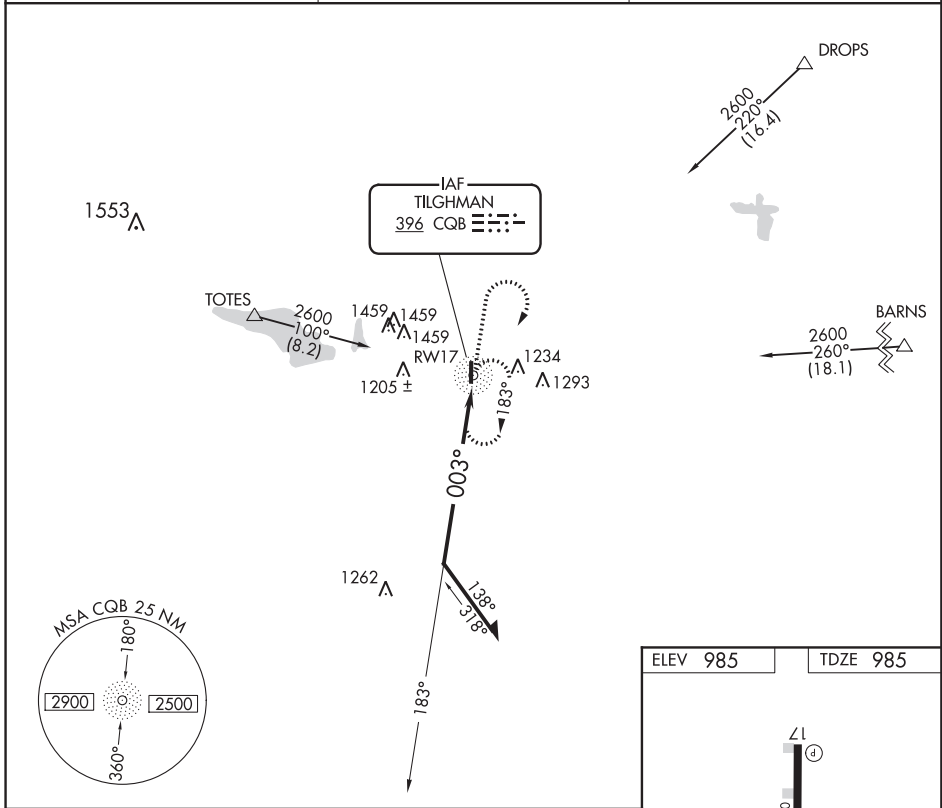 DROPS
2600
220°
(16.4)
IAF
TILGHMAN
396 CQB
1553
TOTES
2600
100°
(8.2)
1459
1459
1459
RW17
1205 ±
1234
1293
183°
BARNS
2600
260°
(18.1)
003°
1262
138°
318°
183°
MSA CQB 25 NM
180°
2900
2500
360°
ELEV 985
TDZE 985
17
P